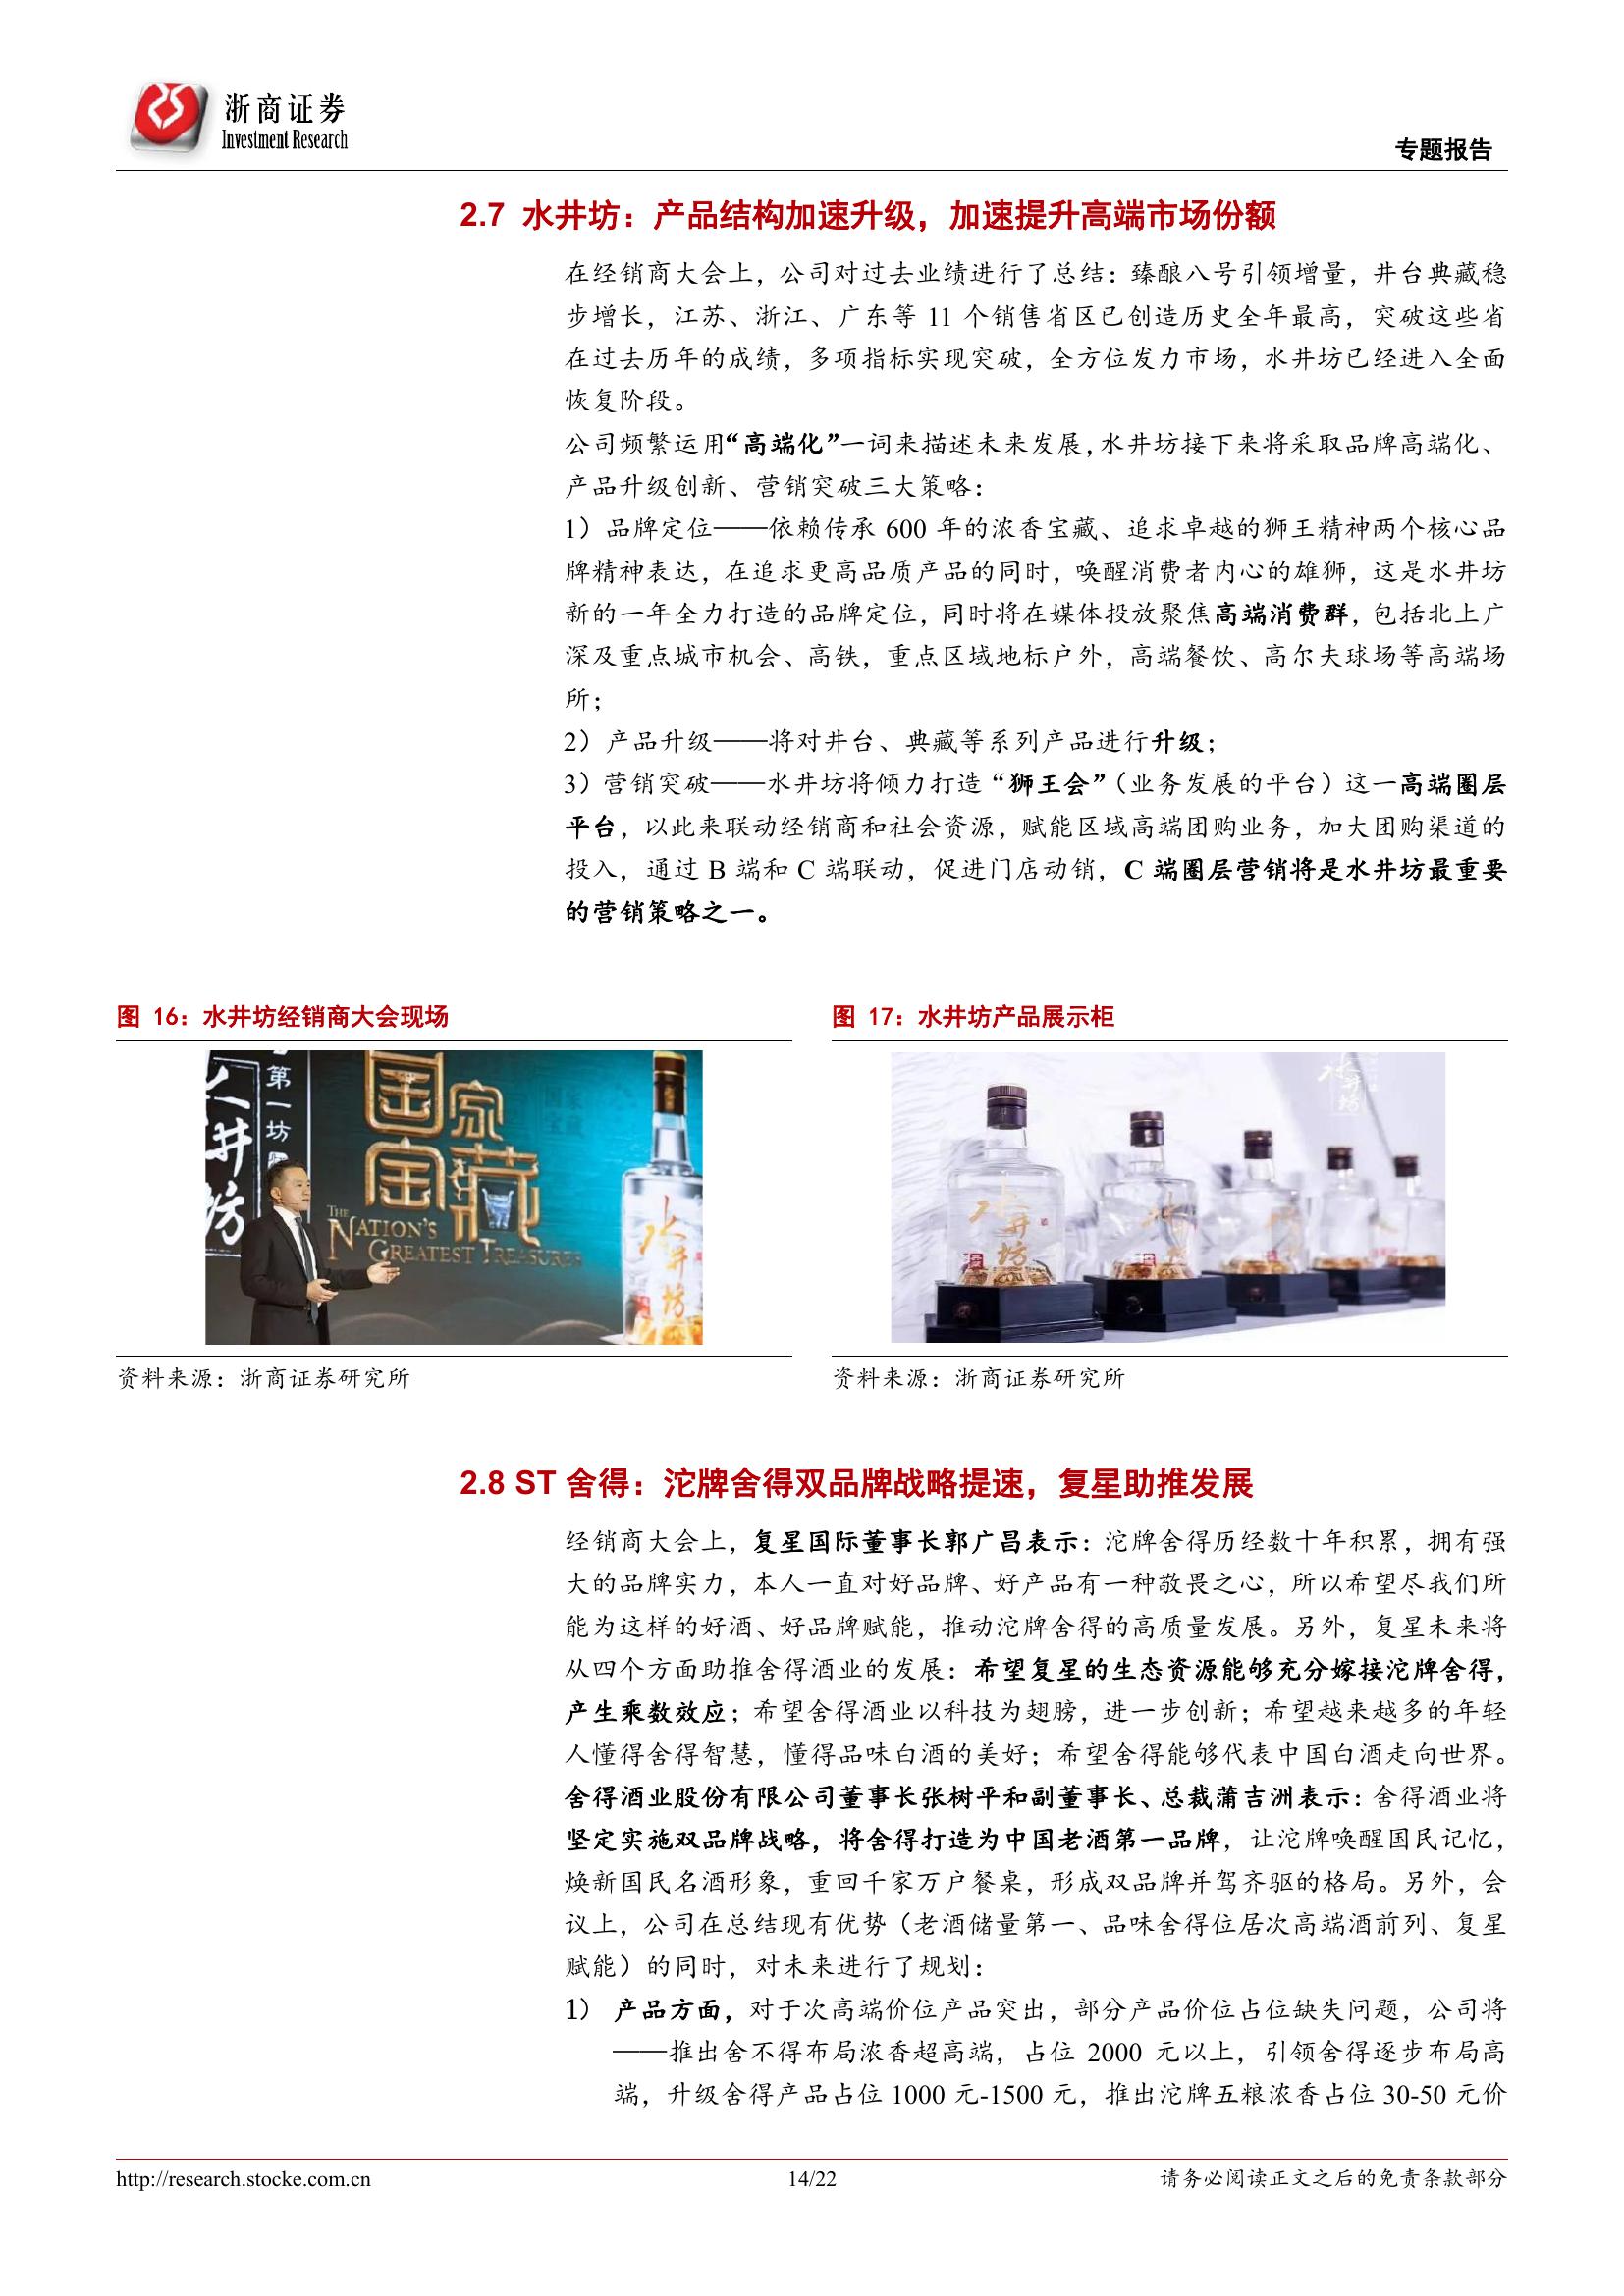 浙商证券
Investment Research
专题报告
2.7 水井坊：产品结构加速升级，加速提升高端市场份额
在经销商大会上，公司对过去业绩进行了总结：臻酿八号引领增量，井台典藏稳
步增长，江苏、浙江、广东等 11 个销售省区已创造历史全年最高，突破这些省
在过去历年的成绩，多项指标实现突破，全方位发力市场，水井坊已经进入全面
恢复阶段。
公司频繁运用“高端化”一词来描述未来发展,水井坊接下来将采取品牌高端化、
产品升级创新、营销突破三大策略：
1）品牌定位——依赖传承 600 年的浓香宝藏、追求卓越的狮王精神两个核心品
牌精神表达，在追求更高品质产品的同时，唤醒消费者内心的雄狮，这是水井坊
新的一年全力打造的品牌定位，同时将在媒体投放聚焦高端消费群，包括北上广
深及重点城市机会、高铁，重点区域地标户外，高端餐饮、高尔夫球场等高端场
所；
2）产品升级——将对井台、典藏等系列产品进行升级；
3）营销突破——水井坊将倾力打造“狮王会”（业务发展的平台）这一高端圈层
平台，以此来联动经销商和社会资源，赋能区域高端团购业务，加大团购渠道的
投入，通过 B 端和 C 端联动，促进门店动销，C 端圈层营销将是水井坊最重要
的营销策略之一。
图 16：水井坊经销商大会现场
图 17：水井坊产品展示柜
第一坊
井坊
国家宝藏
THE
NATION'S
GREATEST TREASURES
水井坊
水井坊
水井坊
资料来源：浙商证券研究所
资料来源：浙商证券研究所
2.8 ST 舍得：沱牌舍得双品牌战略提速，复星助推发展
经销商大会上，复星国际董事长郭广昌表示：沱牌舍得历经数十年积累，拥有强
大的品牌实力，本人一直对好品牌、好产品有一种敬畏之心，所以希望尽我们所
能为这样的好酒、好品牌赋能，推动沱牌舍得的高质量发展。另外，复星未来将
从四个方面助推舍得酒业的发展：希望复星的生态资源能够充分嫁接沱牌舍得，
产生乘数效应；希望舍得酒业以科技为翅膀，进一步创新；希望越来越多的年轻
人懂得舍得智慧，懂得品味白酒的美好；希望舍得能够代表中国白酒走向世界。
舍得酒业股份有限公司董事长张树平和副董事长、总裁蒲吉洲表示：舍得酒业将
坚定实施双品牌战略，将舍得打造为中国老酒第一品牌，让沱牌唤醒国民记忆，
焕新国民名酒形象，重回千家万户餐桌，形成双品牌并驾齐驱的格局。另外，会
议上，公司在总结现有优势（老酒储量第一、品味舍得位居次高端酒前列、复星
赋能）的同时，对未来进行了规划：
1） 产品方面，对于次高端价位产品突出，部分产品价位占位缺失问题，公司将
——推出舍不得布局浓香超高端，占位 2000 元以上，引领舍得逐步布局高
端，升级舍得产品占位 1000 元-1500 元，推出沱牌五粮浓香占位 30-50 元价
http://research.stocke.com.cn
14/22
请务必阅读正文之后的免责条款部分